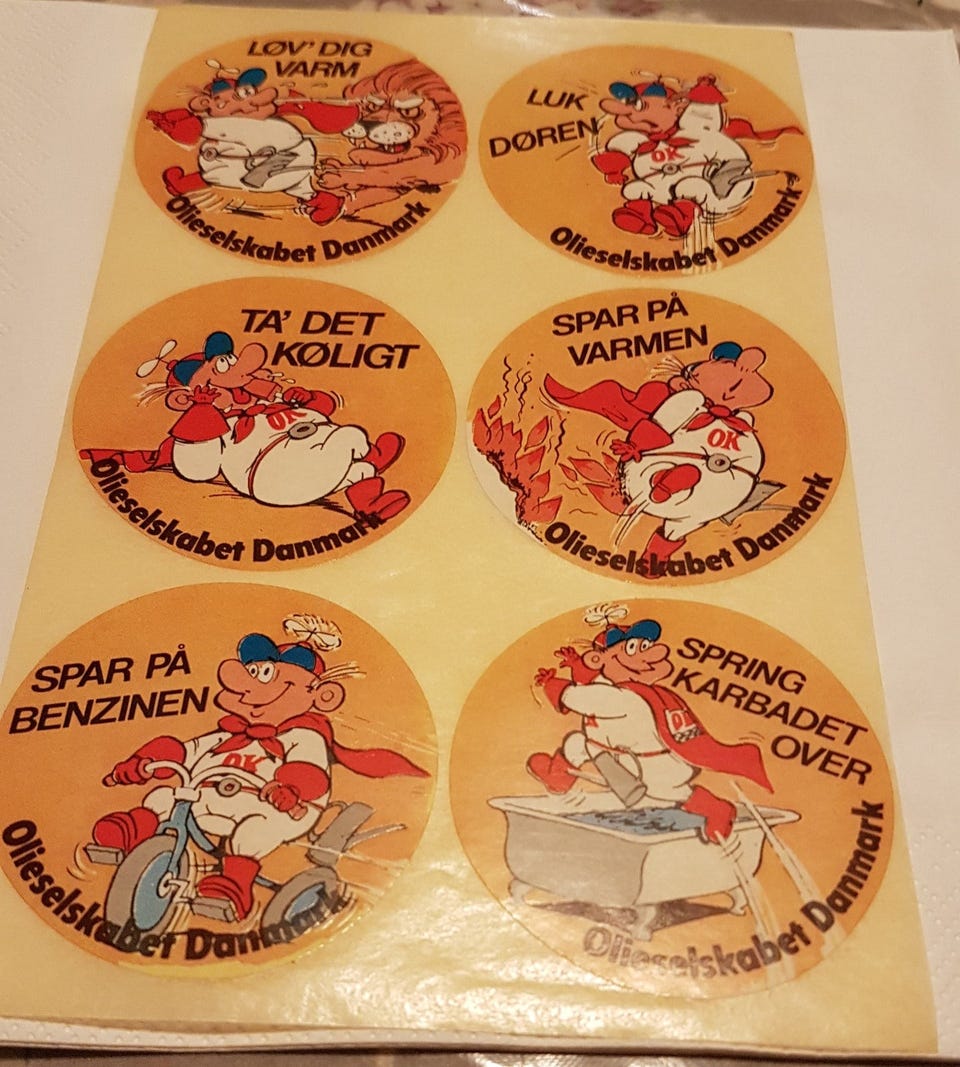 LØV' DIG
VARM
Olieselskabet Danmark
LUK
DØREN
OK
Olieselskabet Danmark
TA' DET
KØLIGT
OK
Olieselskabet Danmark
SPAR PÅ
VARMEN
OK
Olieselskabet Danmark
SPAR PÅ
BENZINEN
OK
Olieselskabet Danmark
SPRING
KARBADET
OVER
Olieselskabet Danmark